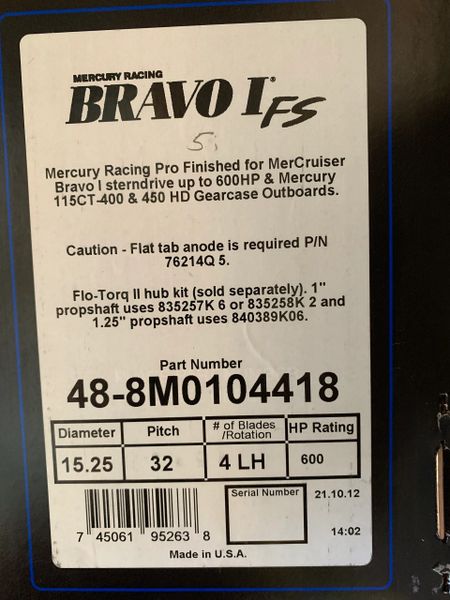 MERCURY RACING
BRAVO I® FS
5
Mercury Racing Pro Finished for MerCruiser
Bravo I sterndrive up to 600HP & Mercury
115CT-400 & 450 HD Gearcase Outboards.
Caution - Flat tab anode is required P/N
76214Q 5.
Flo-Torq II hub kit (sold separately). 1"
propshaft uses 835257K 6 or 835258K 2 and
1.25" propshaft uses 840389K06.
Part Number
48-8M0104418
Diameter Pitch # of Blades /Rotation HP Rating
15.25 32 4 LH 600
Serial Number 21.10.12
14:02
7 45061 95263 8
Made in U.S.A.